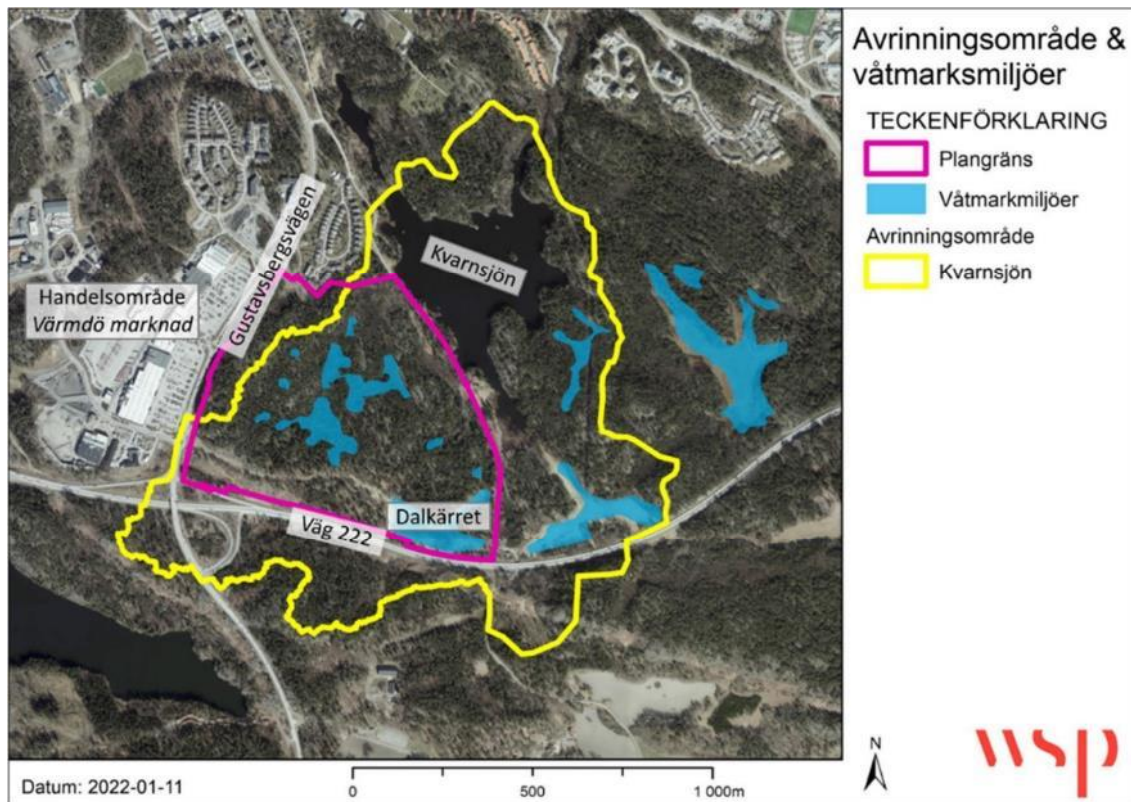 Avrinningsområde &
våtmarksmiljöer
TECKENFÖRKLARING
Plangräns
Våtmarkmiljöer
Avrinningsområde
Kvarnsjön
Gustavsbergsvägen
Kvarnsjön
Handelsområde
Värmdö marknad
Dalkärret
Väg 222
N
wsp
Datum: 2022-01-11
0 500 1 000m